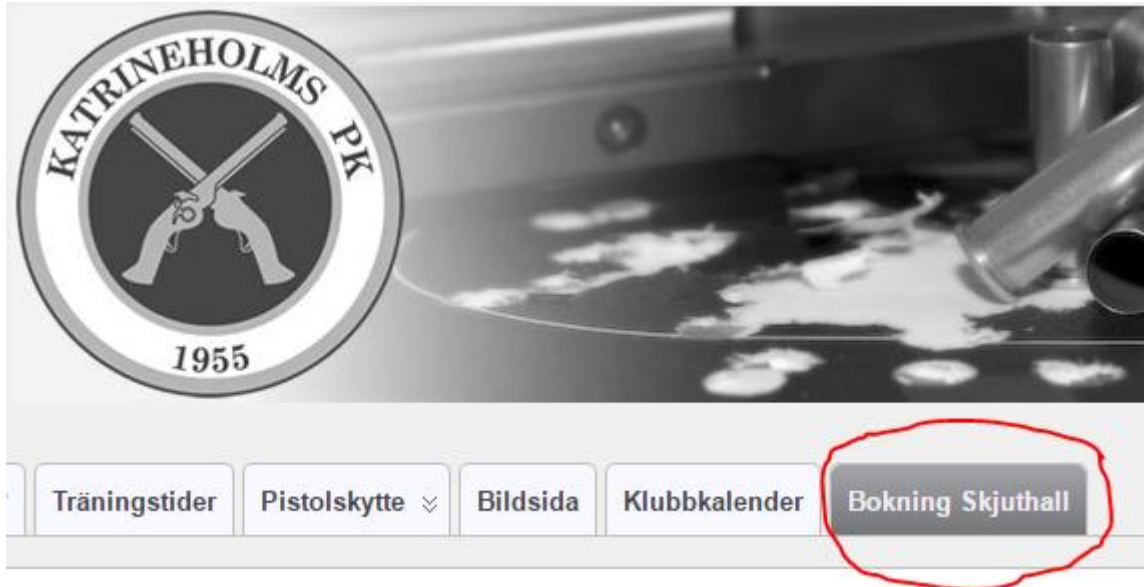 KATRINEHOLMS PK
1955
Träningstider
Pistolskytte
Bildsida
Klubbkalender
Bokning Skjuthall